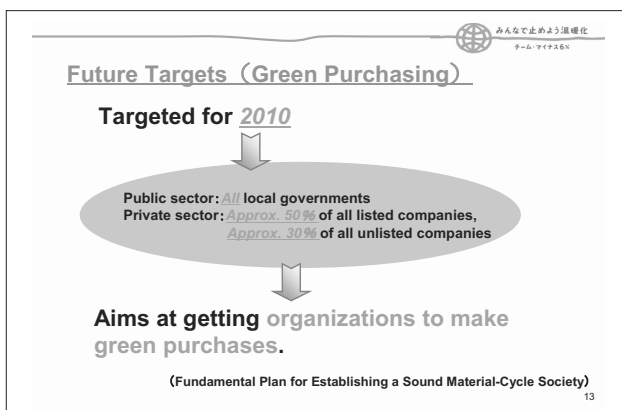 みんなで止めよう温暖化
チーム・マイナス6%
Future Targets（Green Purchasing）
Targeted for 2010
Public sector：All local governments
Private sector：Approx. 50% of all listed companies,
Approx. 30% of all unlisted companies
Aims at getting organizations to make
green purchases.
（Fundamental Plan for Establishing a Sound Material-Cycle Society）
13